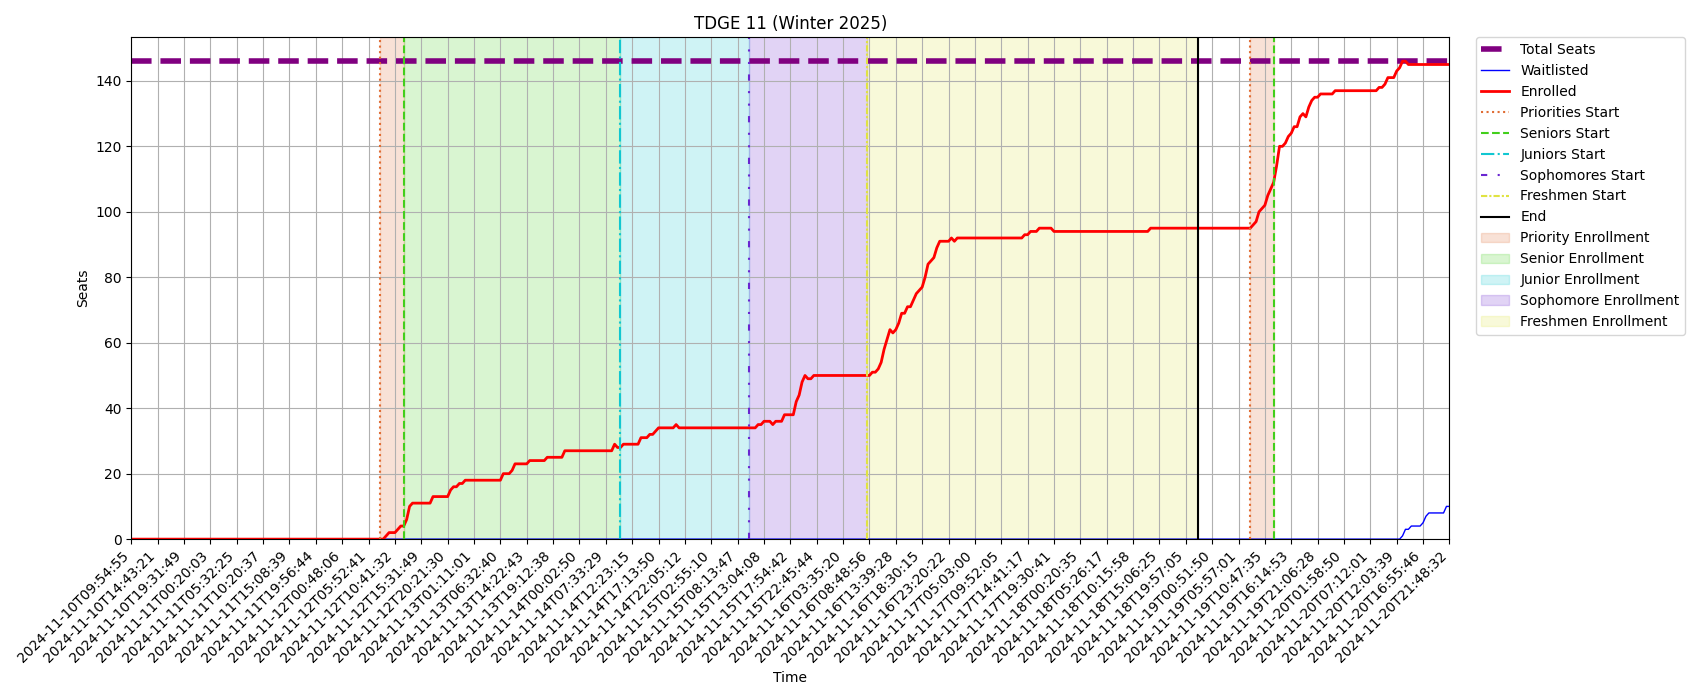 TDGE 11 (Winter 2025)
Total Seats
Waitlisted
Enrolled
Priorities Start
Seniors Start
Juniors Start
Sophomores Start
Freshmen Start
End
Priority Enrollment
Senior Enrollment
Junior Enrollment
Sophomore Enrollment
Freshmen Enrollment
Seats
140
120
100
80
60
40
20
0
2024-11-10T09:54:55
2024-11-10T14:43:21
2024-11-10T19:31:49
2024-11-11T00:20:03
2024-11-11T05:32:25
2024-11-11T10:20:37
2024-11-11T15:08:39
2024-11-11T19:56:44
2024-11-12T00:48:06
2024-11-12T05:52:41
2024-11-12T10:41:32
2024-11-12T15:31:49
2024-11-12T20:21:30
2024-11-13T01:11:01
2024-11-13T06:32:40
2024-11-13T14:22:43
2024-11-13T19:12:38
2024-11-14T00:02:50
2024-11-14T07:33:29
2024-11-14T12:23:15
2024-11-14T17:13:50
2024-11-14T22:05:12
2024-11-15T02:55:16
2024-11-15T08:13:47
2024-11-15T13:04:08
2024-11-15T17:54:42
2024-11-15T22:45:44
2024-11-16T03:35:20
2024-11-16T08:48:56
2024-11-16T13:39:28
2024-11-16T18:30:15
2024-11-16T23:20:22
2024-11-17T05:03:00
2024-11-17T09:52:05
2024-11-17T14:41:17
2024-11-17T19:30:41
2024-11-18T00:20:35
2024-11-18T05:26:17
2024-11-18T10:15:58
2024-11-18T15:06:25
2024-11-18T19:57:05
2024-11-19T00:51:50
2024-11-19T05:57:01
2024-11-19T10:47:35
2024-11-19T16:14:53
2024-11-19T21:06:28
2024-11-20T01:58:50
2024-11-20T07:12:01
2024-11-20T12:03:39
2024-11-20T16:55:46
2024-11-20T21:48:32
Time